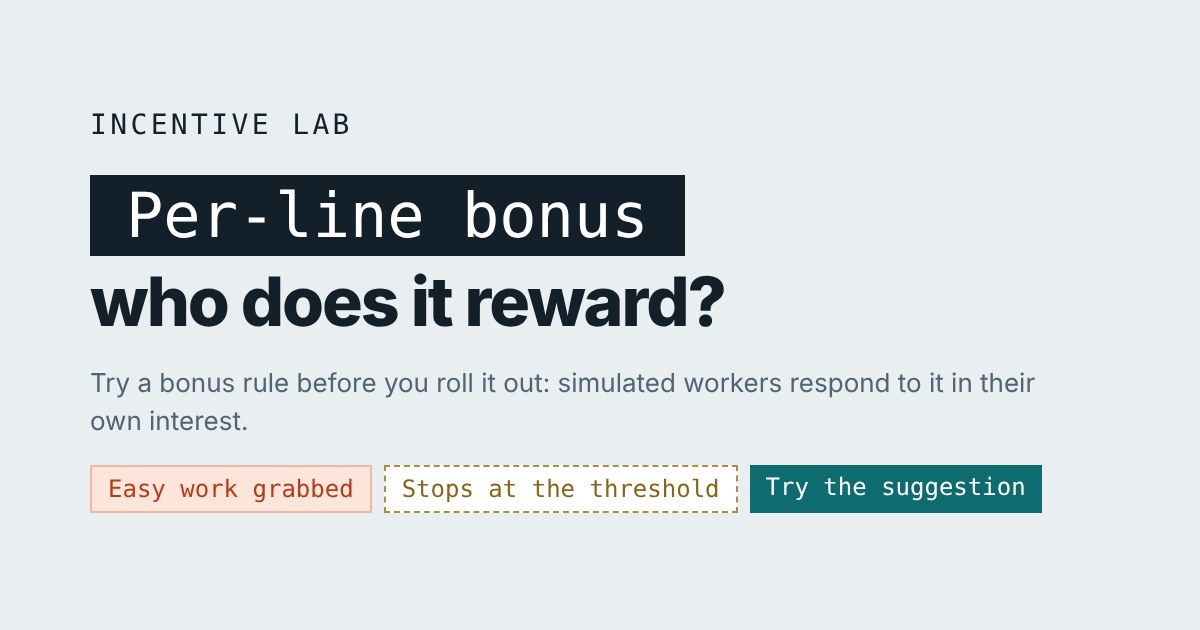 INCENTIVE LAB
Per-line bonus
who does it reward?
Try a bonus rule before you roll it out: simulated workers respond to it in their
own interest.
Easy work grabbed
Stops at the threshold
Try the suggestion